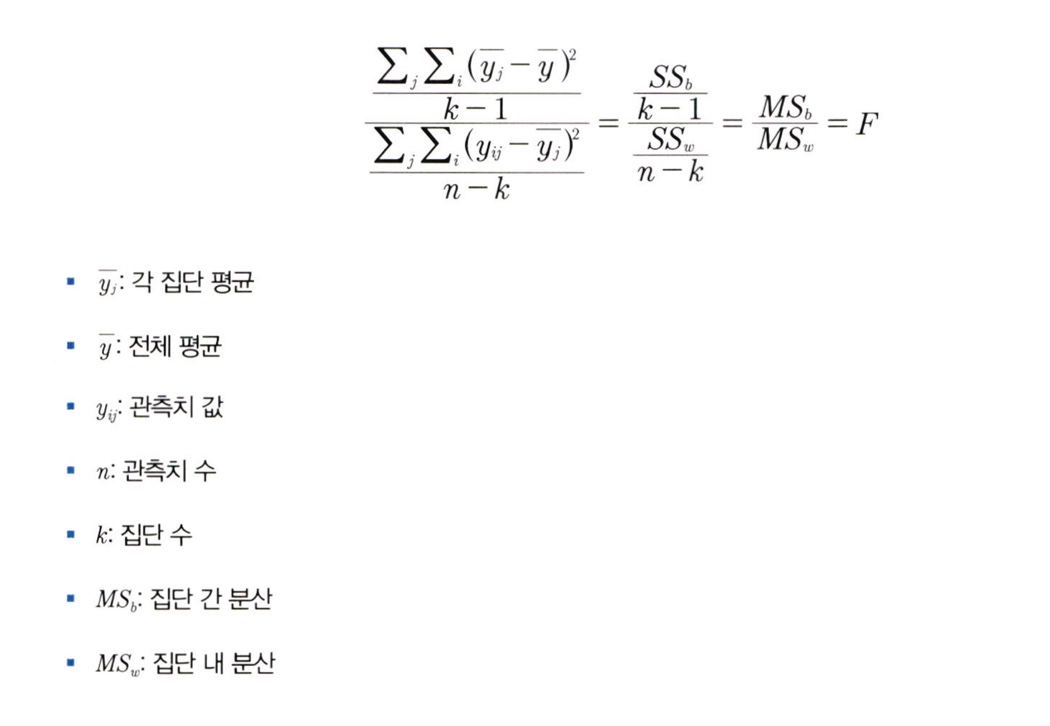 $$\frac{\frac{\sum_j \sum_i (\overline{y_j} - \overline{y})^2}{k-1}}{\frac{\sum_j \sum_i (y_{ij} - \overline{y_j})^2}{n-k}} = \frac{\frac{SS_b}{k-1}}{\frac{SS_w}{n-k}} = \frac{MS_b}{MS_w} = F$$
▪ $\overline{y_j}$: 각 집단 평균
▪ $\overline{y}$: 전체 평균
▪ $y_{ij}$: 관측치 값
▪ $n$: 관측치 수
▪ $k$: 집단 수
▪ $MS_b$: 집단 간 분산
▪ $MS_w$: 집단 내 분산